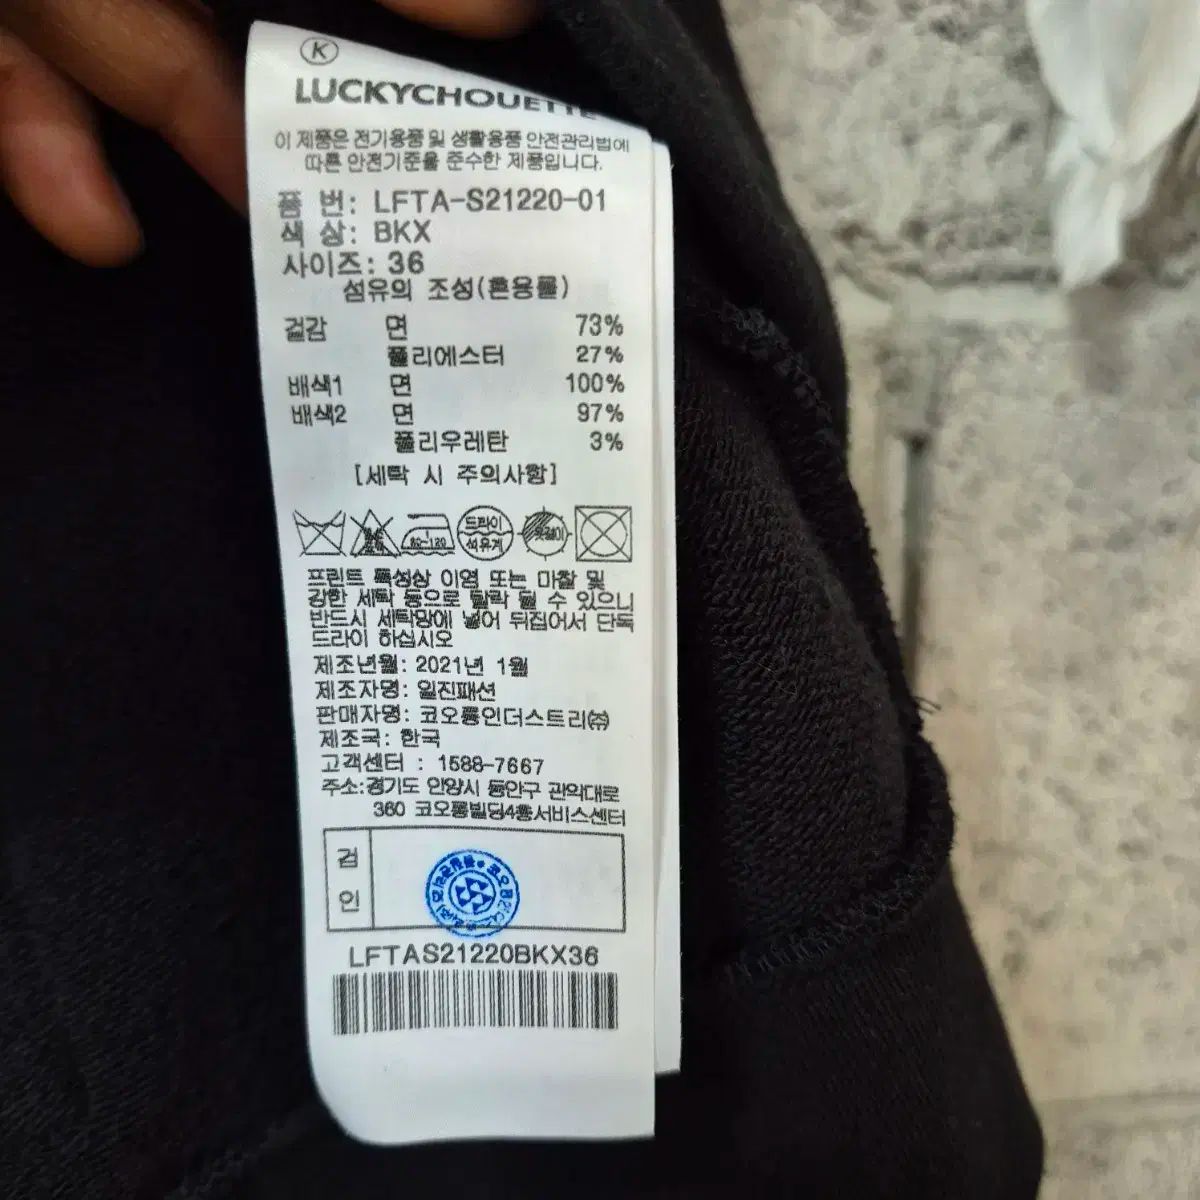 K
LUCKYCHOUETTE
이 제품은 전기용품 및 생활용품 안전관리법에
따른 안전기준을 준수한 제품입니다.
품 번: LFTA-S21220-01
색 상: BKX
사이즈: 36
섬유의 조성(혼용률)
겉감 면 73%
폴리에스터 27%
배색1 면 100%
배색2 면 97%
폴리우레탄 3%
[세탁 시 주의사항]
80~120 드라이 석유계
프린트 특성상 이염 또는 마찰 및
강한 세탁 등으로 탈락 될 수 있으니
반드시 세탁망에 넣어 뒤집어서 단독
드라이 하십시오
제조년월: 2021년 1월
제조자명: 일진패션
판매자명: 코오롱인더스트리㈜
제조국: 한국
고객센터 : 1588-7667
주소:경기도 안양시 동안구 관악대로
360 코오롱빌딩4층서비스센터
검
인
LFTAS21220BKX36